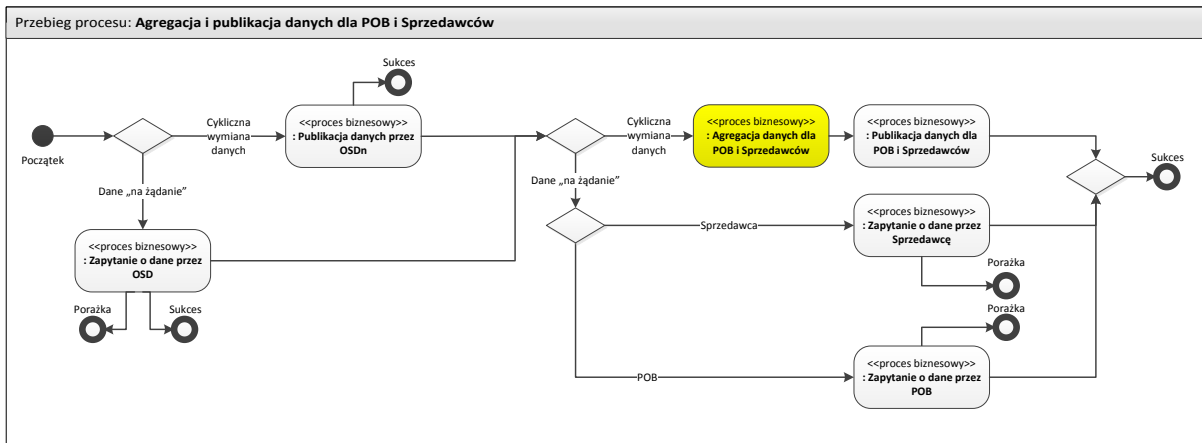 Przebieg procesu: Agregacja i publikacja danych dla POB i Sprzedawców
Początek
Cykliczna
wymiana
danych
Dane „na żądanie”
<<proces biznesowy>>
: Publikacja danych przez
OSDn
Sukces
<<proces biznesowy>>
: Zapytanie o dane przez
OSD
Porażka
Sukces
Cykliczna
wymiana
danych
Dane „na żądanie”
<<proces biznesowy>>
: Agregacja danych dla
POB i Sprzedawców
<<proces biznesowy>>
: Publikacja danych dla
POB i Sprzedawców
Sukces
Sprzedawca
<<proces biznesowy>>
: Zapytanie o dane przez
Sprzedawcę
Porażka
Porażka
POB
<<proces biznesowy>>
: Zapytanie o dane przez
POB